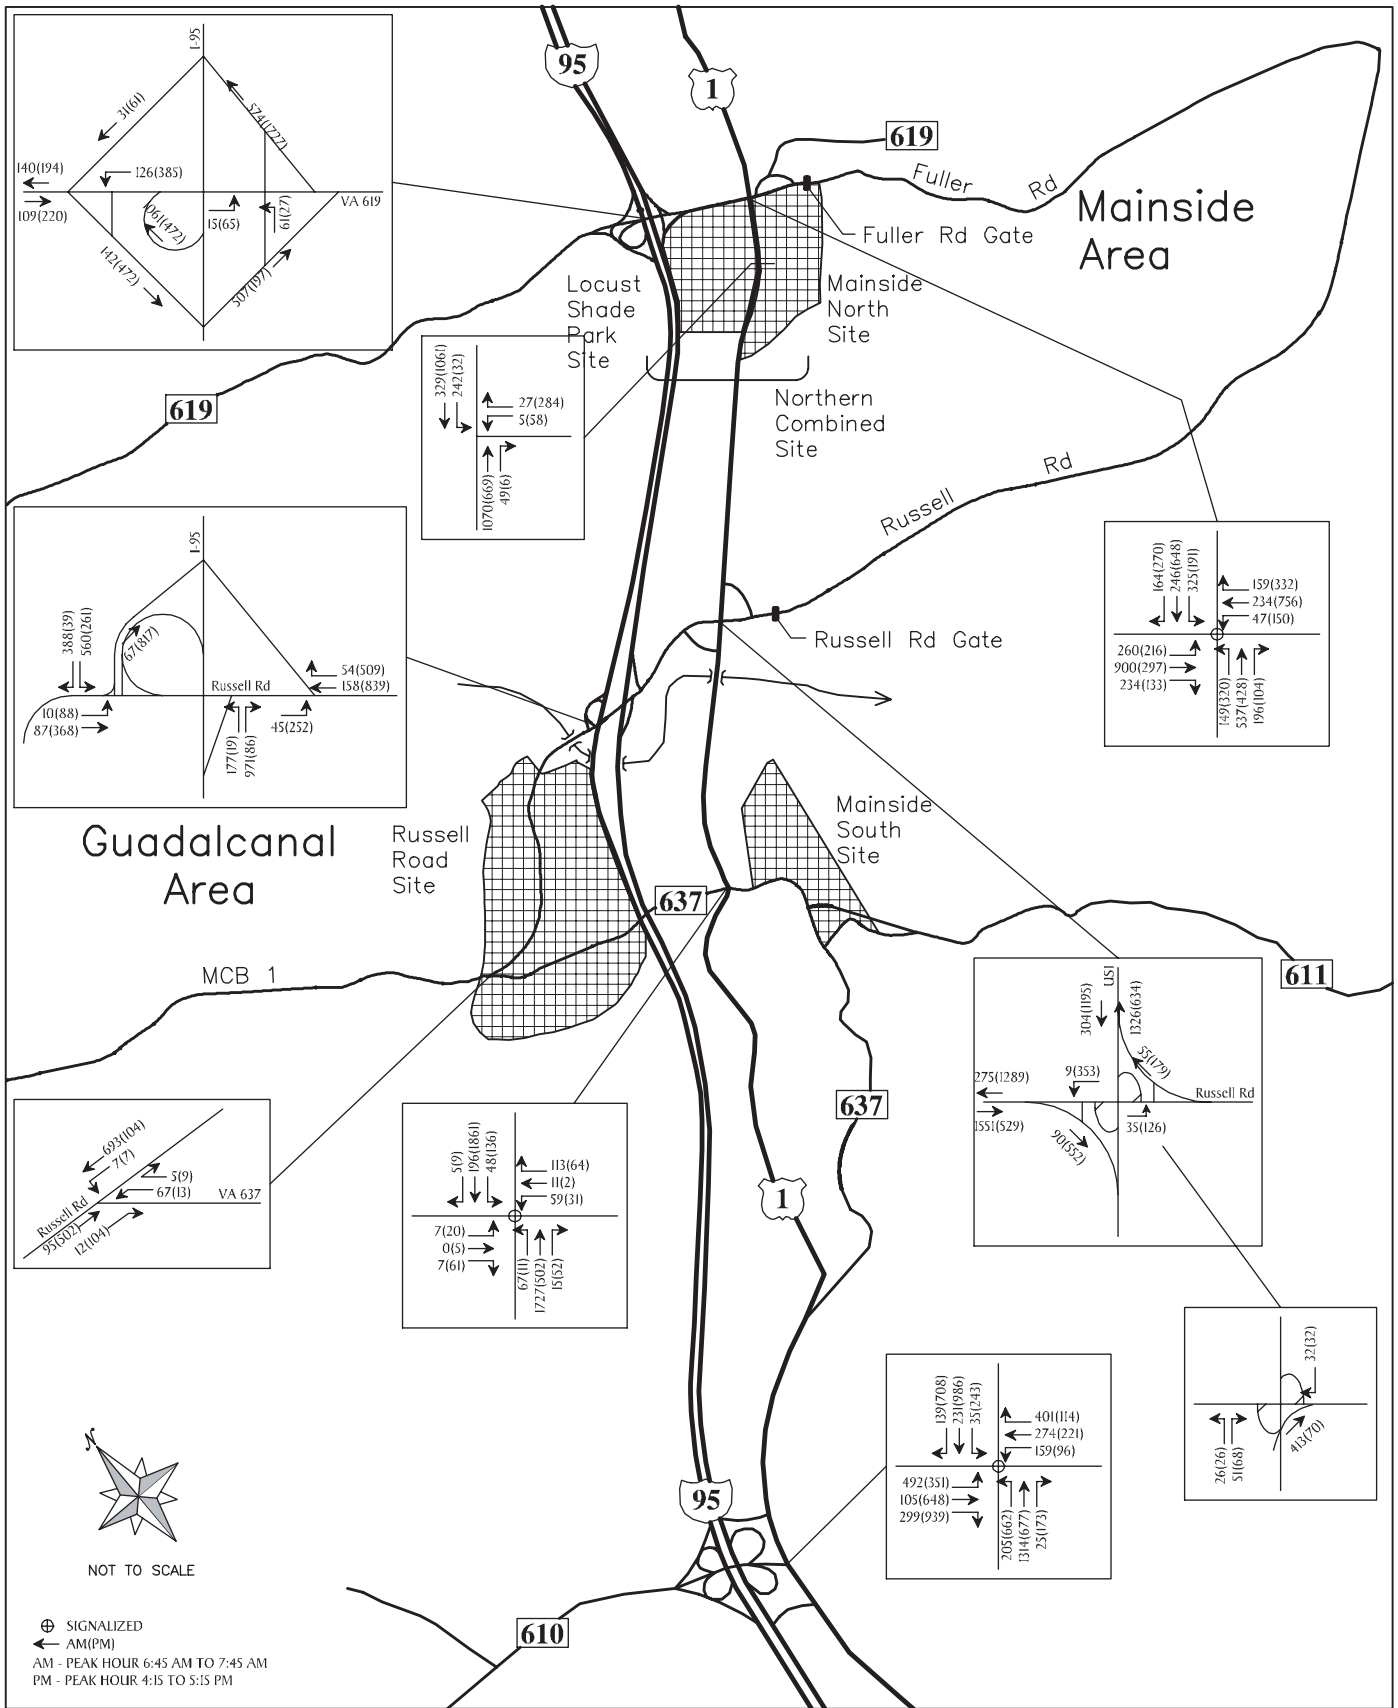 95
1
619
Fuller Rd
Mainside
Area
Fuller Rd Gate
Locust
Shade
Park
Site
Mainside
North
Site
619
Northern
Combined
Site
Russell Rd
Russell Rd Gate
Guadalcanal
Area
Russell
Road
Site
Mainside
South
Site
637
MCB 1
611
637
1
95
610
I-95
31(61)
574(1727)
140(194)
126(385)
109(220)
1061(472)
15(65)
61(27)
VA 619
142(472)
507(197)
329(1061)
242(32)
27(284)
5(58)
1070(669)
49(6)
I-95
388(39)
560(261)
67(817)
54(509)
158(839)
Russell Rd
10(88)
87(368)
177(19)
971(86)
45(252)
164(270)
246(648)
325(191)
159(332)
234(756)
47(150)
260(216)
900(297)
234(133)
149(320)
537(428)
196(104)
US1
304(1195)
1326(634)
55(179)
275(1289)
9(353)
Russell Rd
1551(529)
35(126)
90(552)
693(104)
7(7)
5(9)
67(13)
VA 637
Russell Rd
95(502)
12(104)
5(9)
196(1861)
48(136)
113(64)
11(2)
59(31)
7(20)
0(5)
7(61)
67(11)
1727(502)
15(52)
32(32)
26(26)
51(68)
413(70)
139(708)
231(986)
35(243)
401(114)
274(221)
159(96)
492(351)
105(648)
299(939)
205(662)
1314(677)
25(173)
N
NOT TO SCALE
SIGNALIZED
AM(PM)
AM - PEAK HOUR 6:45 AM TO 7:45 AM
PM - PEAK HOUR 4:15 TO 5:15 PM